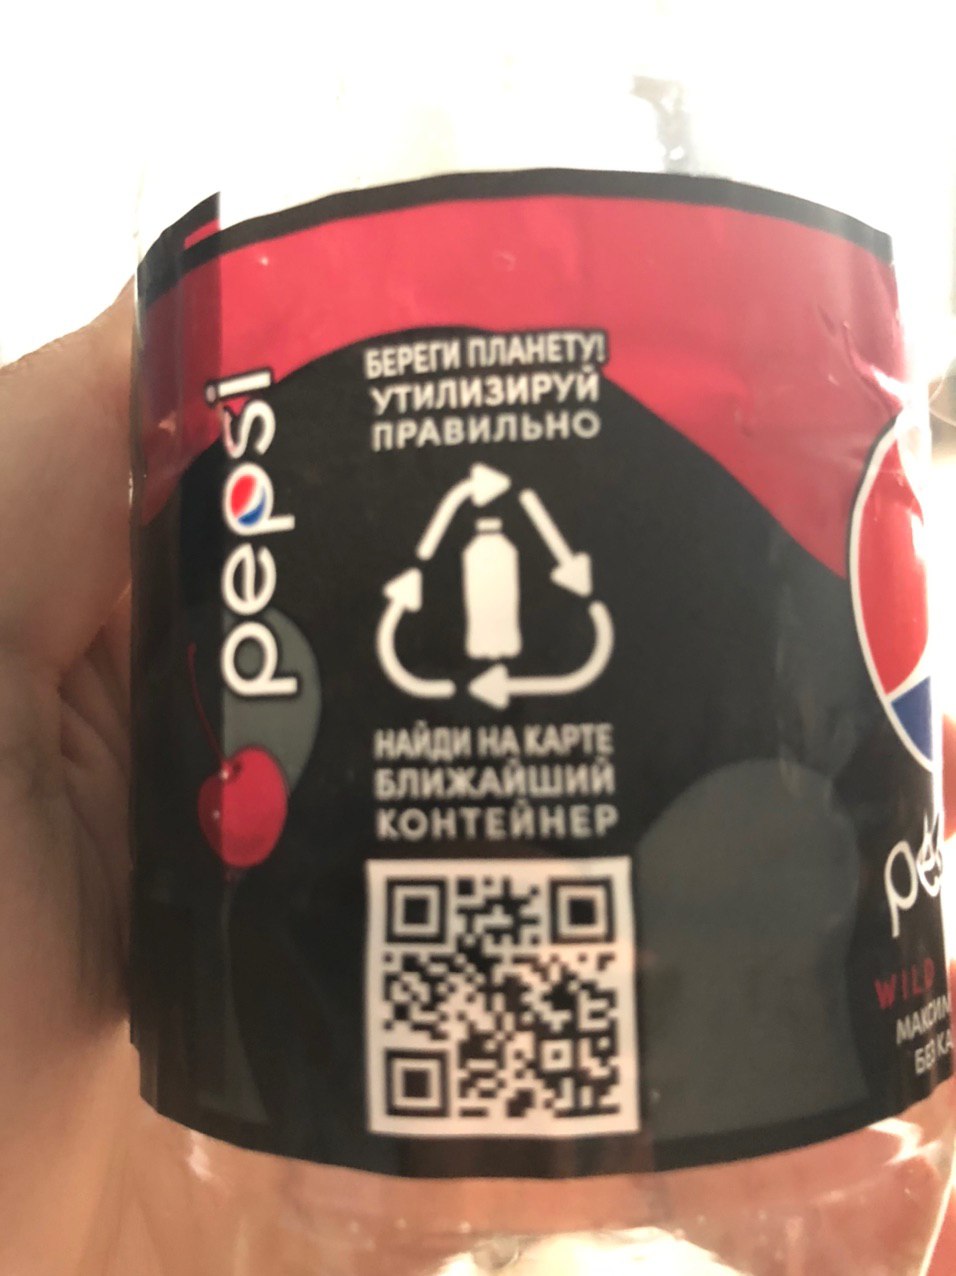 БЕРЕГИ ПЛАНЕТУ!
УТИЛИЗИРУЙ
ПРАВИЛЬНО
pepsi
НАЙДИ НА КАРТЕ
БЛИЖАЙШИЙ
КОНТЕЙНЕР
WILD